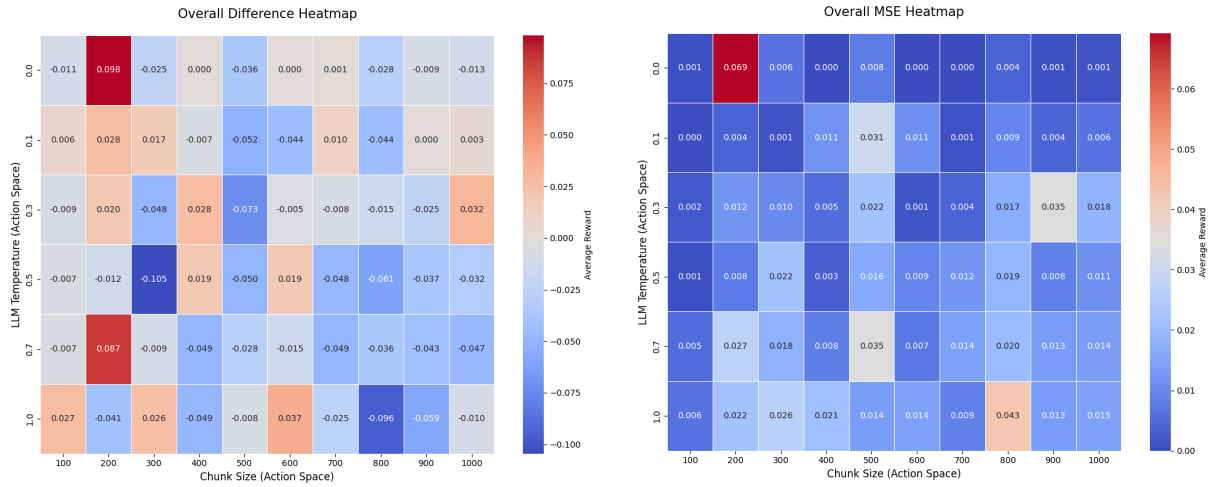 Overall Difference Heatmap
LLM Temperature (Action Space)
0.0 -0.011 0.098 -0.025 0.000 -0.036 0.000 0.001 -0.028 -0.009 -0.013
0.1 0.006 0.028 0.017 -0.007 -0.052 -0.044 0.010 -0.044 0.000 0.003
0.3 -0.009 0.020 -0.048 0.028 -0.073 -0.005 -0.008 -0.015 -0.025 0.032
0.5 -0.007 -0.012 -0.105 0.019 -0.050 0.019 -0.048 -0.061 -0.037 -0.032
0.7 -0.007 0.087 -0.009 -0.049 -0.028 -0.015 -0.049 -0.036 -0.043 -0.047
1.0 0.027 -0.041 0.026 -0.049 -0.008 0.037 -0.025 -0.096 -0.059 -0.010
100 200 300 400 500 600 700 800 900 1000
Chunk Size (Action Space)
0.075
0.050
0.025
0.000
−0.025
−0.050
−0.075
−0.100
Average Reward
Overall MSE Heatmap
LLM Temperature (Action Space)
0.0 0.001 0.069 0.006 0.000 0.008 0.000 0.000 0.004 0.001 0.001
0.1 0.000 0.004 0.001 0.011 0.031 0.011 0.001 0.009 0.004 0.006
0.3 0.002 0.012 0.010 0.005 0.022 0.001 0.004 0.017 0.035 0.018
0.5 0.001 0.008 0.022 0.003 0.016 0.009 0.012 0.019 0.008 0.011
0.7 0.005 0.027 0.018 0.008 0.035 0.007 0.014 0.020 0.013 0.014
1.0 0.006 0.022 0.026 0.021 0.014 0.014 0.009 0.043 0.013 0.015
100 200 300 400 500 600 700 800 900 1000
Chunk Size (Action Space)
0.06
0.05
0.04
0.03
0.02
0.01
0.00
Average Reward